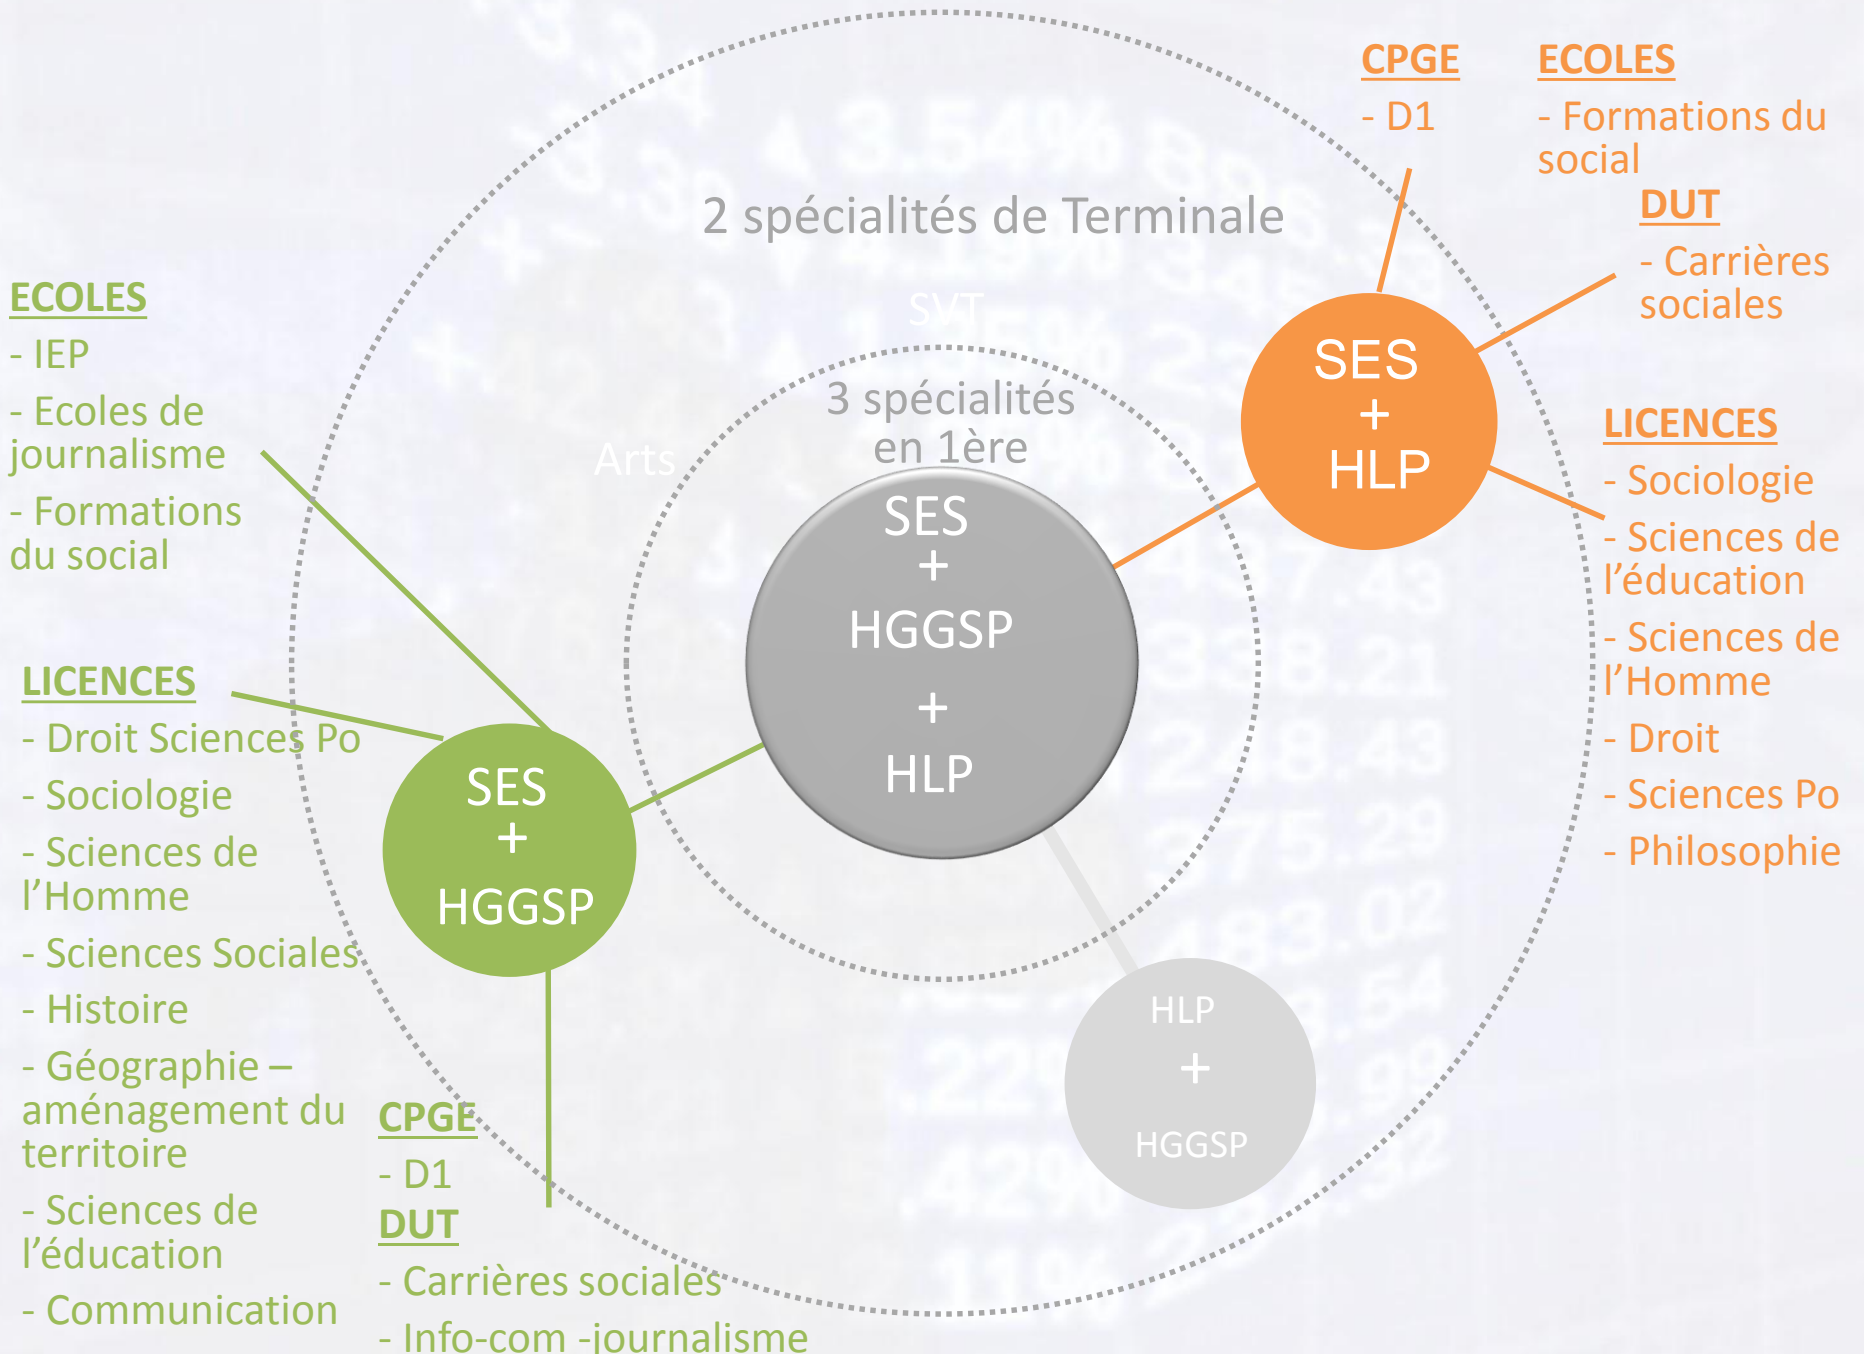 2 spécialités de Terminale
SVT
3 spécialités
en 1ère
Arts
SES
+
HGGSP
+
HLP
CPGE
- D1
ECOLES
- Formations du
social
DUT
- Carrières
sociales
SES
+
HLP
LICENCES
- Sociologie
- Sciences de
l’éducation
- Sciences de
l’Homme
- Droit
- Sciences Po
- Philosophie
ECOLES
- IEP
- Ecoles de
journalisme
- Formations
du social
LICENCES
- Droit Sciences Po
- Sociologie
- Sciences de
l’Homme
- Sciences Sociales
- Histoire
- Géographie –
aménagement du
territoire
- Sciences de
l’éducation
- Communication
SES
+
HGGSP
CPGE
- D1
DUT
- Carrières sociales
- Info-com -journalisme
HLP
+
HGGSP